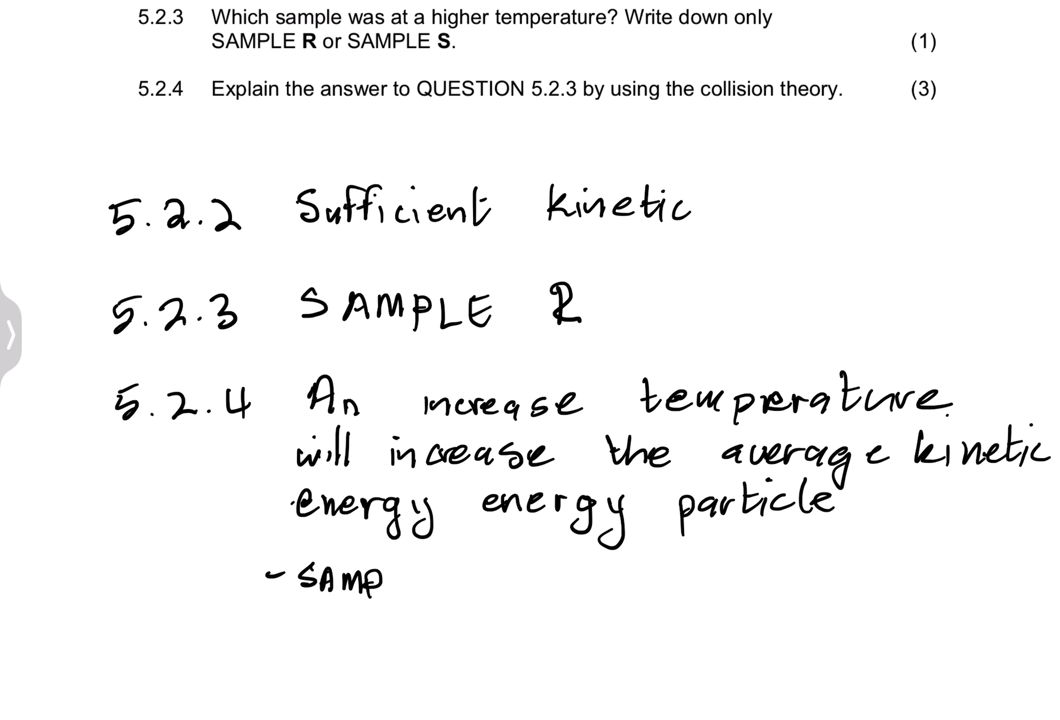 5.2.3 Which sample was at a higher temperature? Write down only
SAMPLE R or SAMPLE S. (1)
5.2.4 Explain the answer to QUESTION 5.2.3 by using the collision theory. (3)
5.2.2 Sufficient kinetic
5.2.3 SAMPLE R
5.2.4 An increase temperature
will increase the average kinetic
energy energy particle
- SAMP